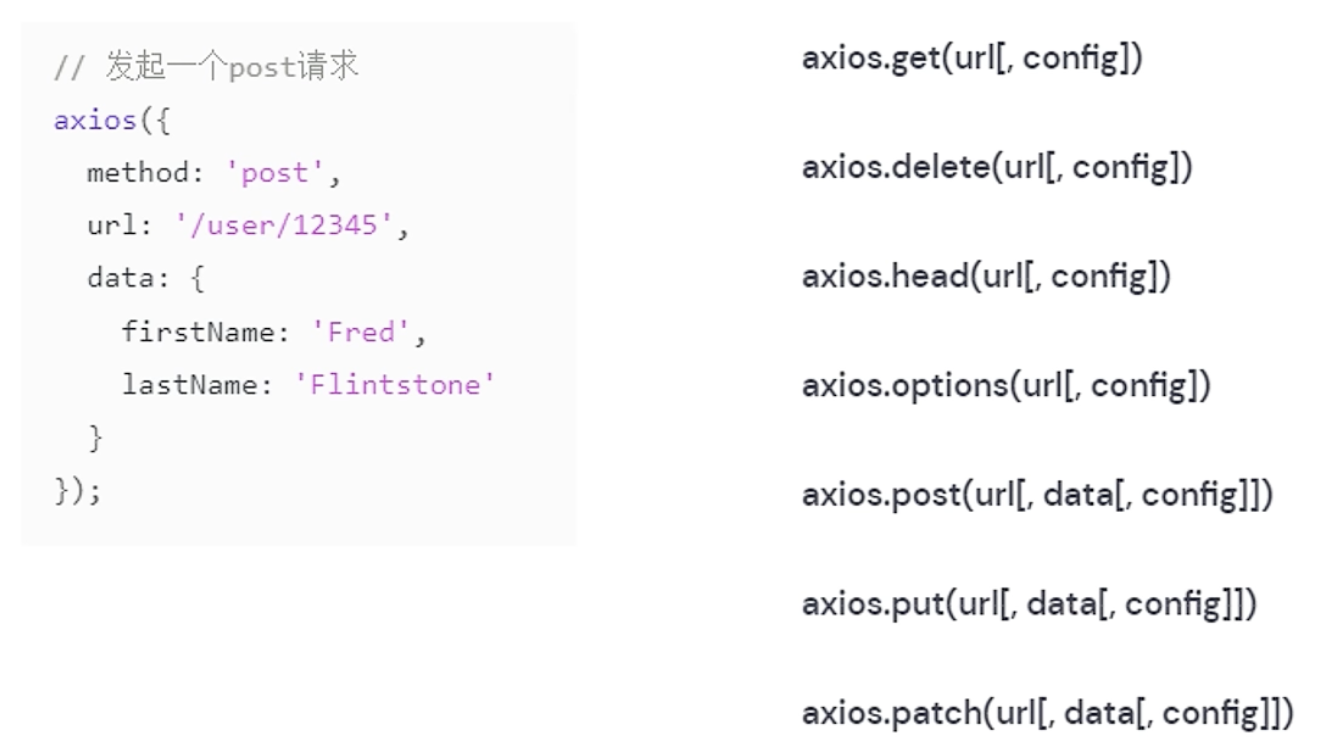 // 发起一个post请求
axios({
  method: 'post',
  url: '/user/12345',
  data: {
    firstName: 'Fred',
    lastName: 'Flintstone'
  }
});
axios.get(url[, config])
axios.delete(url[, config])
axios.head(url[, config])
axios.options(url[, config])
axios.post(url[, data[, config]])
axios.put(url[, data[, config]])
axios.patch(url[, data[, config]])